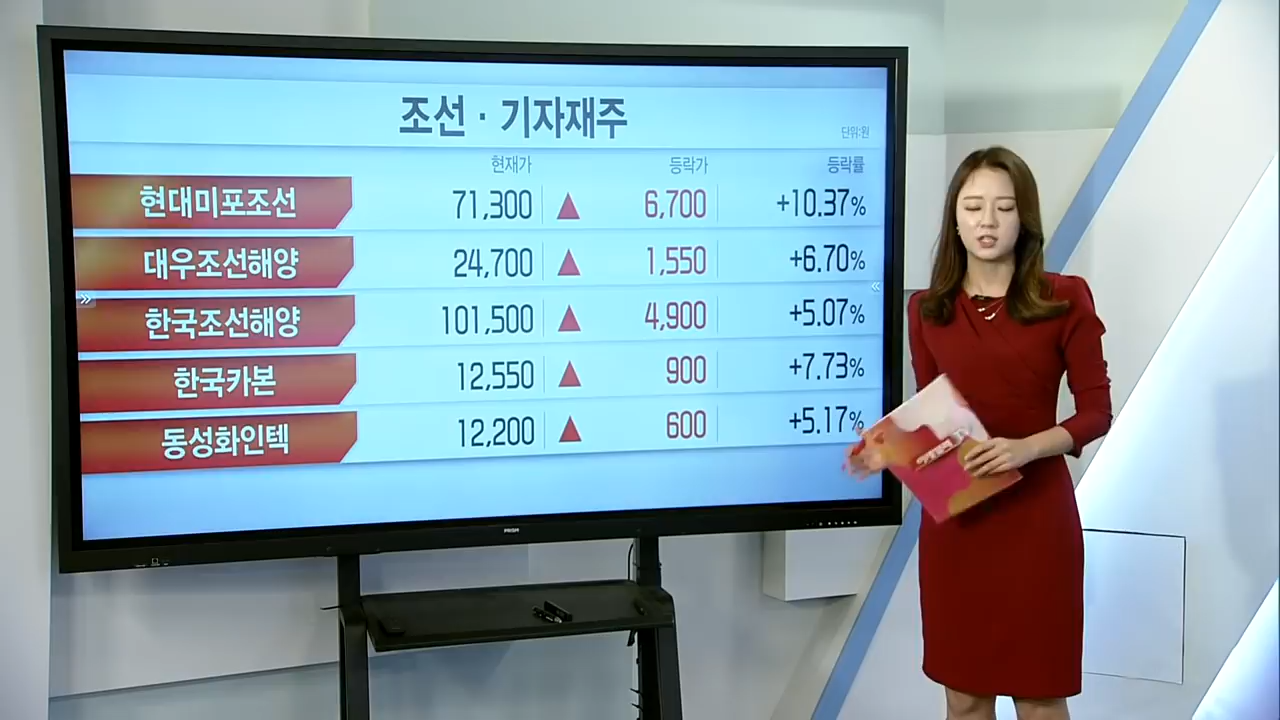 조선 · 기자재주
단위:원
현재가 등락가 등락률
현대미포조선 71,300 ▲ 6,700 +10.37%
대우조선해양 24,700 ▲ 1,550 +6.70%
한국조선해양 101,500 ▲ 4,900 +5.07%
한국카본 12,550 ▲ 900 +7.73%
동성화인텍 12,200 ▲ 600 +5.17%
PRISM